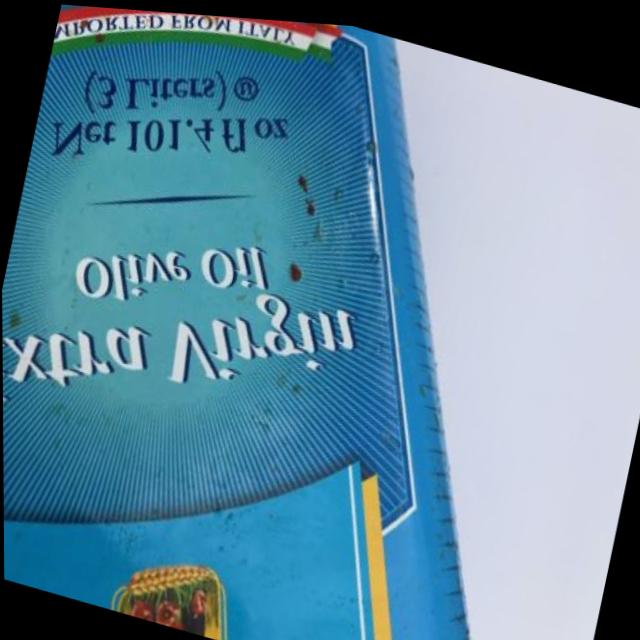 xtra Virgin
Olive Oil
Net 101.4 fl oz
(3 Liters)
IMPORTED FROM ITALY